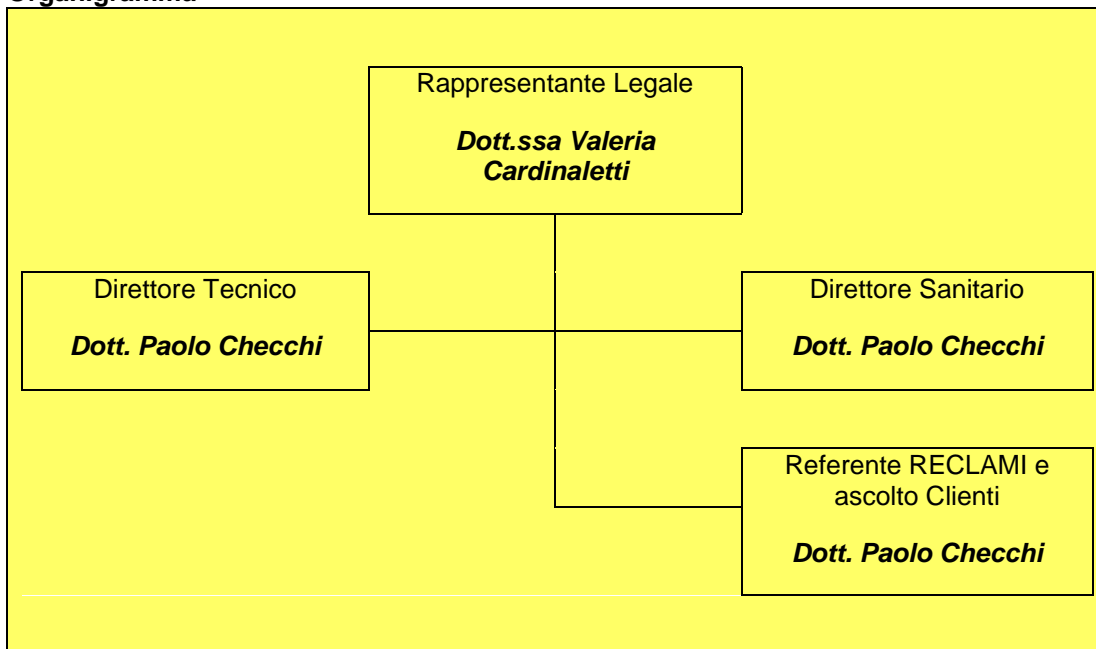 Organigramma
Rappresentante Legale
Dott.ssa Valeria
Cardinaletti
Direttore Tecnico
Dott. Paolo Checchi
Direttore Sanitario
Dott. Paolo Checchi
Referente RECLAMI e
ascolto Clienti
Dott. Paolo Checchi